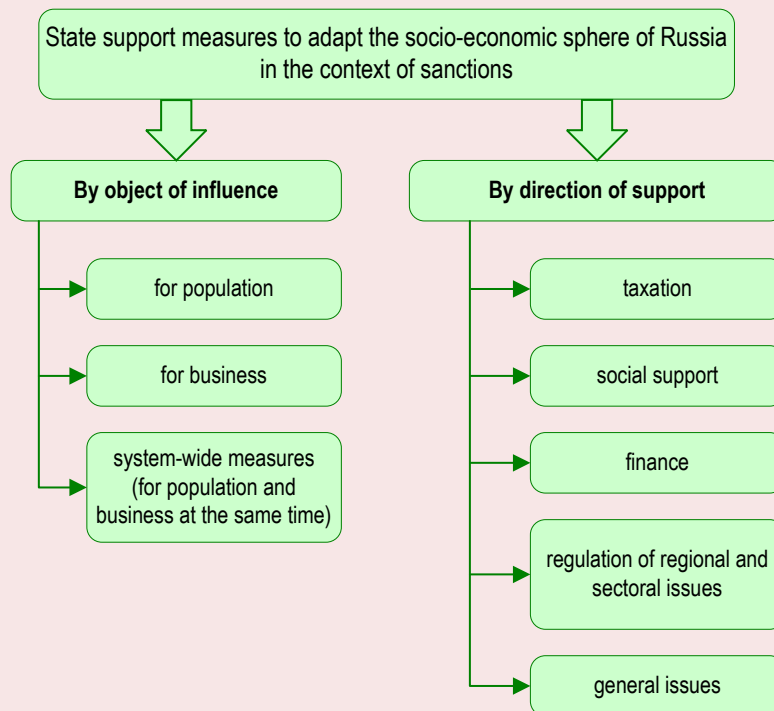 State support measures to adapt the socio-economic sphere of Russia
in the context of sanctions
By object of influence
for population
for business
system-wide measures
(for population and
business at the same time)
By direction of support
taxation
social support
finance
regulation of regional and
sectoral issues
general issues